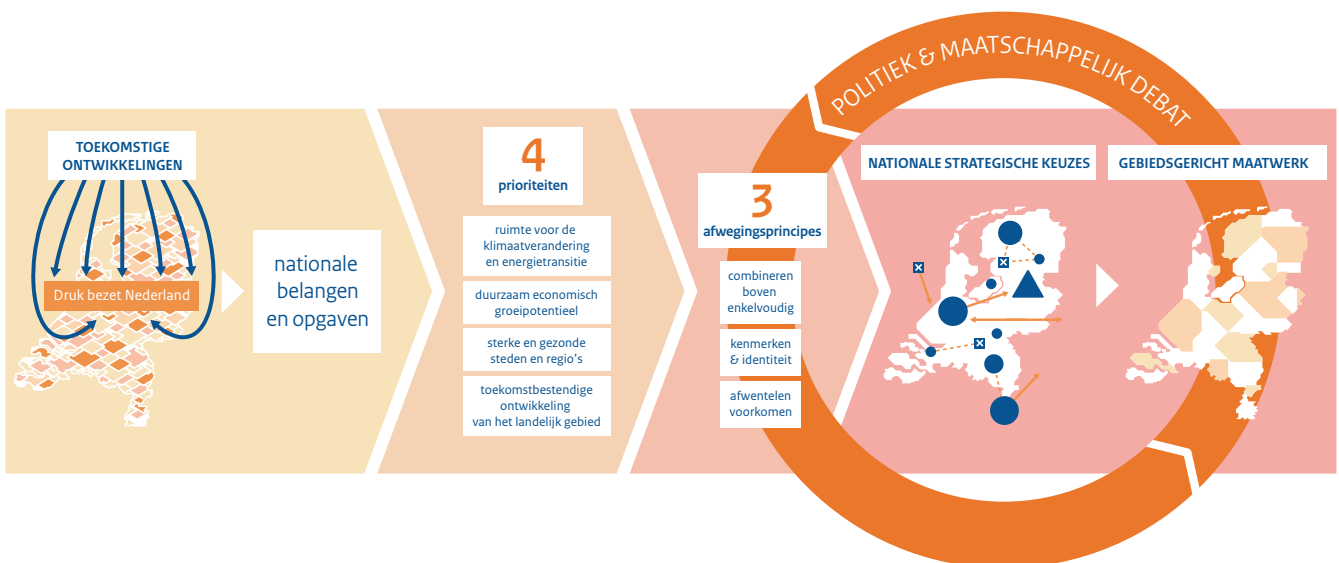 POLITIEK & MAATSCHAPPELIJK DEBAT
TOEKOMSTIGE
ONTWIKKELINGEN
Druk bezet Nederland
nationale
belangen
en opgaven
4
prioriteiten
ruimte voor de
klimaatverandering
en energietransitie
duurzaam economisch
groeipotentieel
sterke en gezonde
steden en regio's
toekomstbestendige
ontwikkeling
van het landelijk gebied
3
afwegingsprincipes
combineren
boven
enkelvoudig
kenmerken
& identiteit
afwentelen
voorkomen
NATIONALE STRATEGISCHE KEUZES
GEBIEDSGERICHT MAATWERK